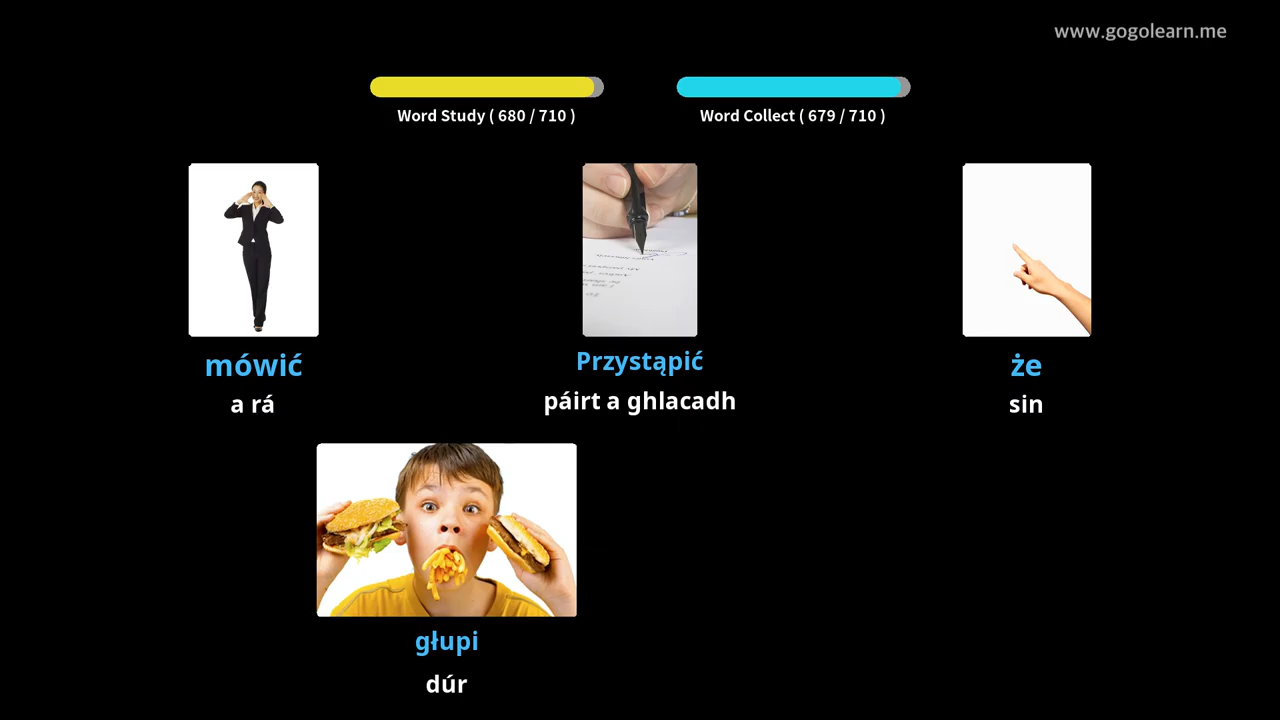 www.gogolearn.me
Word Study ( 680 / 710 )
Word Collect ( 679 / 710 )
mówić
a rá
Przystąpić
páirt a ghlacadh
że
sin
głupi
dúr